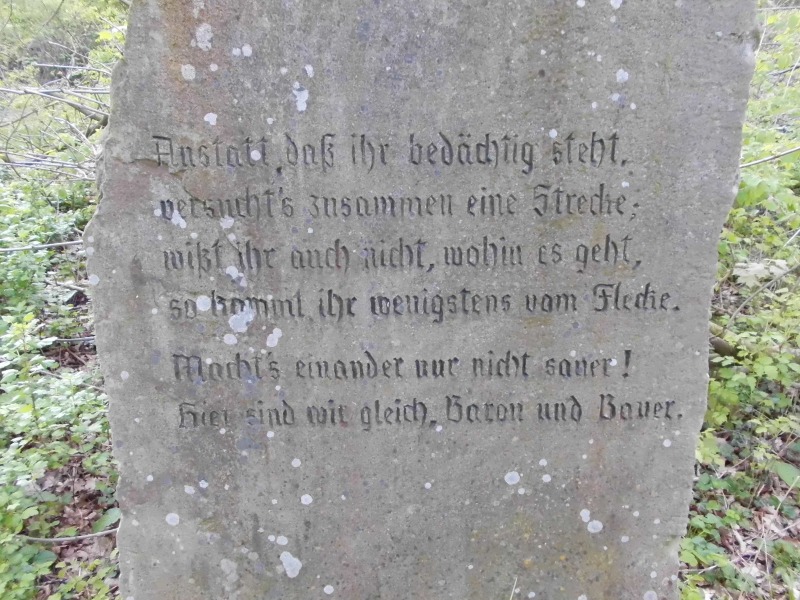 Anstatt, daß ihr bedächtig steht,
versucht's zusammen eine Strecke;
wißt ihr auch nicht, wohin es geht,
so kommt ihr wenigstens vom Flecke.
Macht's einander nur nicht sauer!
Hier sind wir gleich, Baron und Bauer.